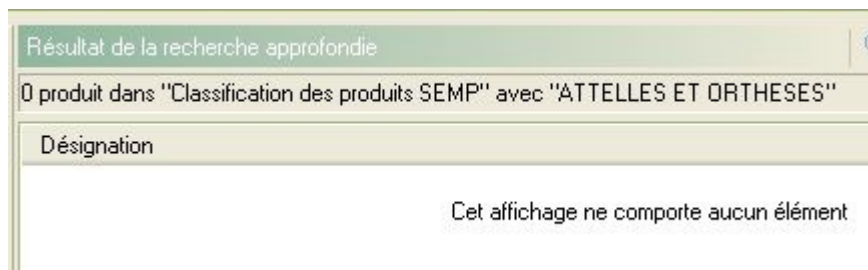 Résultat de la recherche approfondie
0 produit dans "Classification des produits SEMP" avec "ATTELLES ET ORTHESES"
Désignation
Cet affichage ne comporte aucun élément